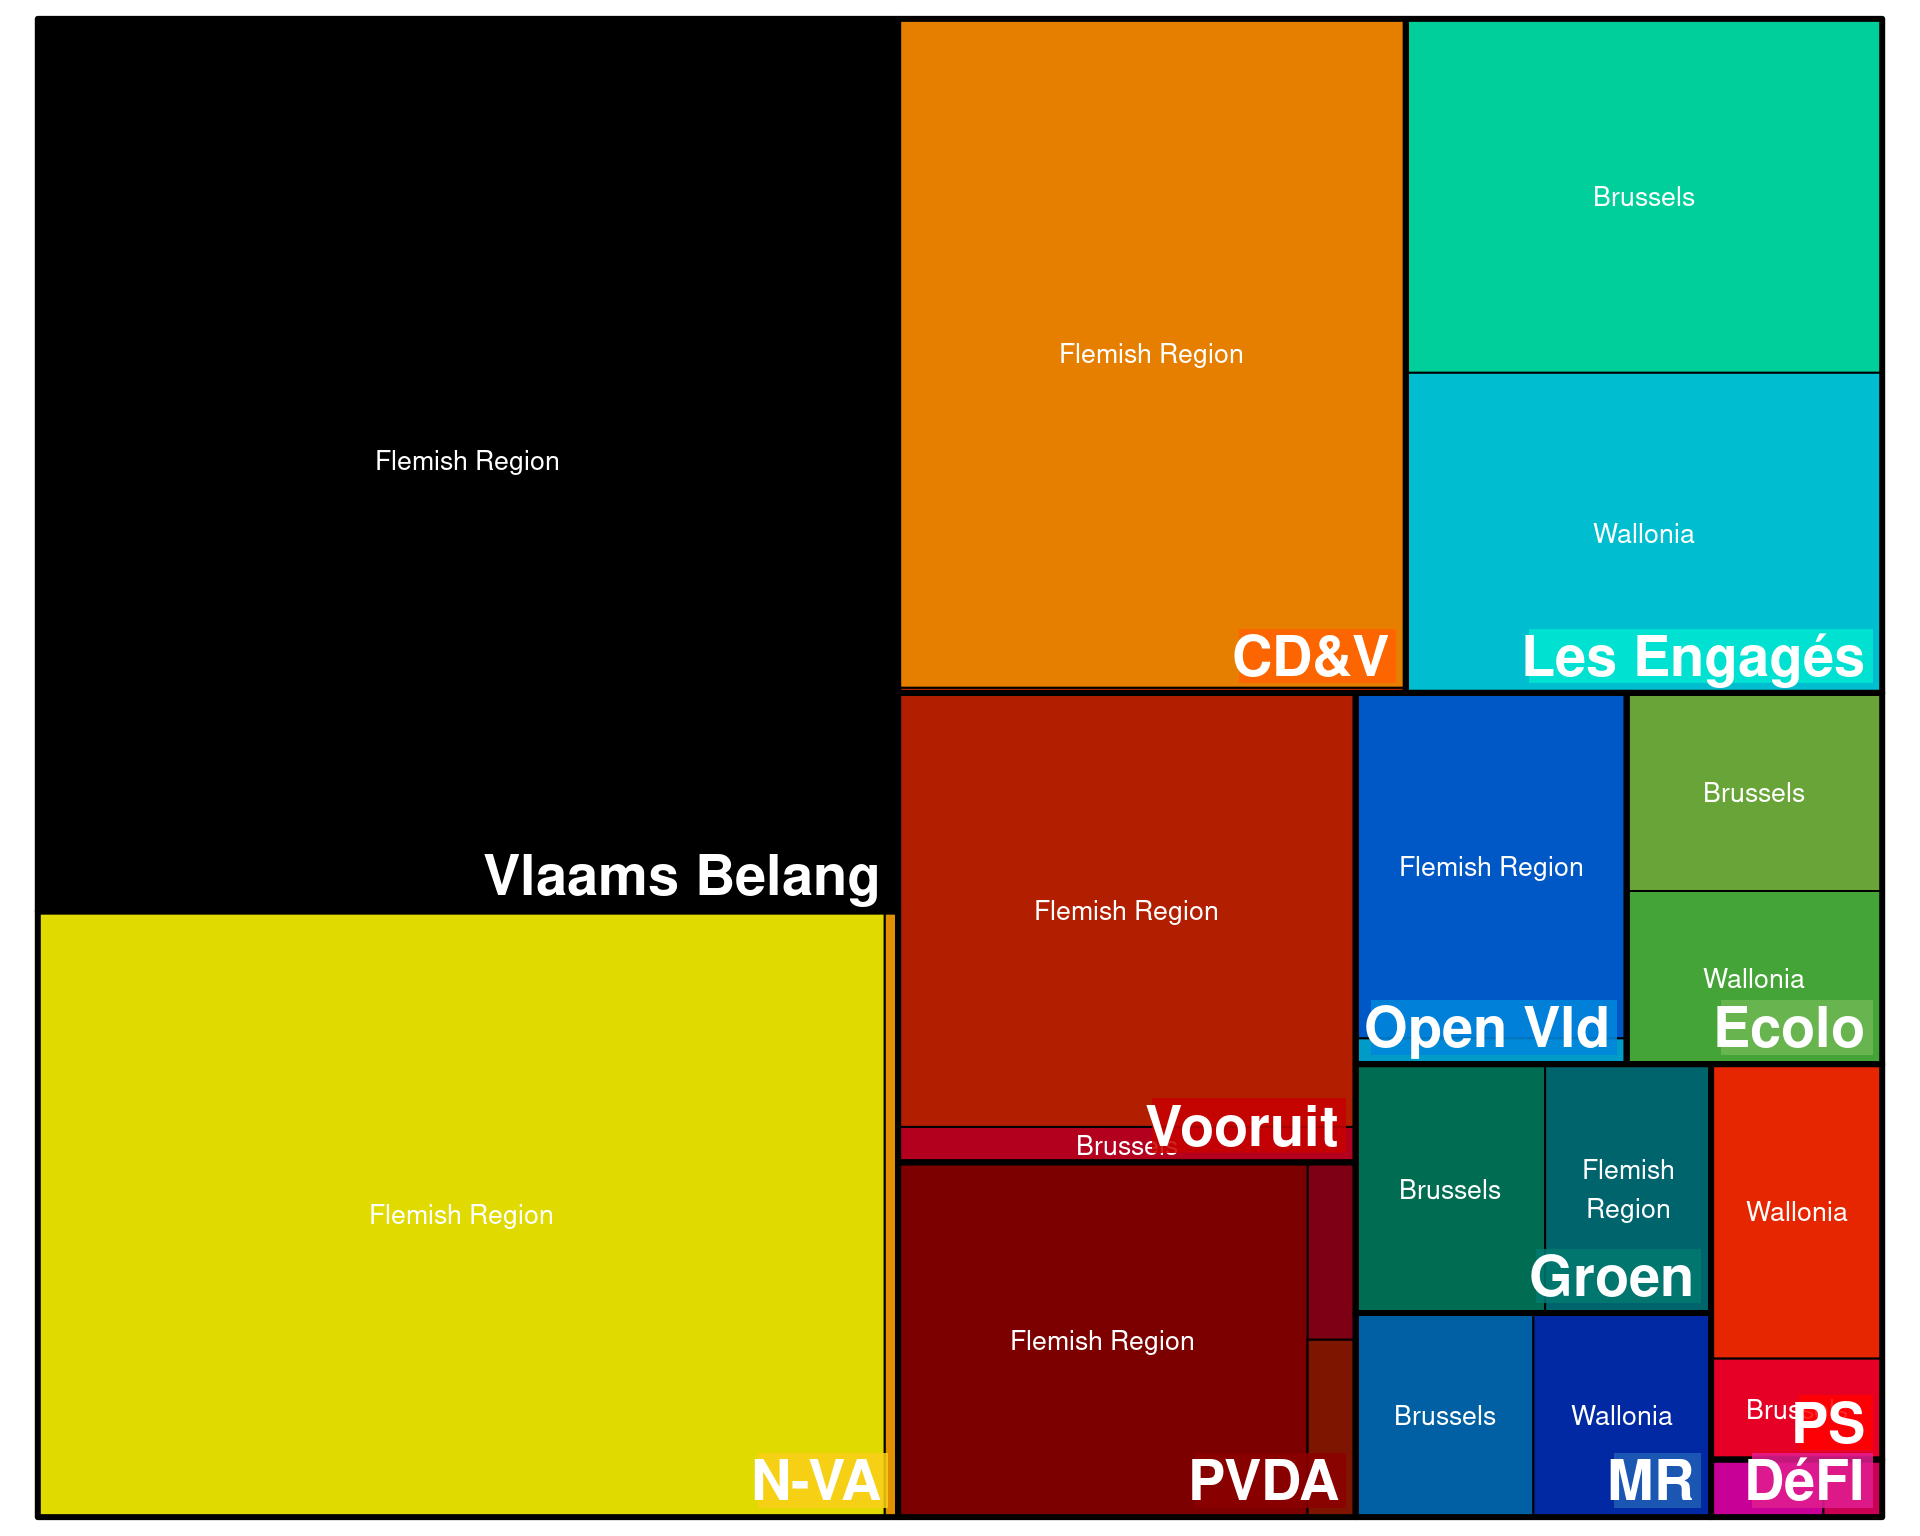 Flemish Region
Vlaams Belang
Flemish Region
N-VA
Flemish Region
CD&V
Brussels
Wallonia
Les Engagés
Flemish Region
Brussels
Vooruit
Flemish Region
PVDA
Flemish Region
Open Vld
Brussels
Wallonia
Ecolo
Brussels
Flemish
Region
Groen
Brussels
Wallonia
MR
Wallonia
PS
DéFI